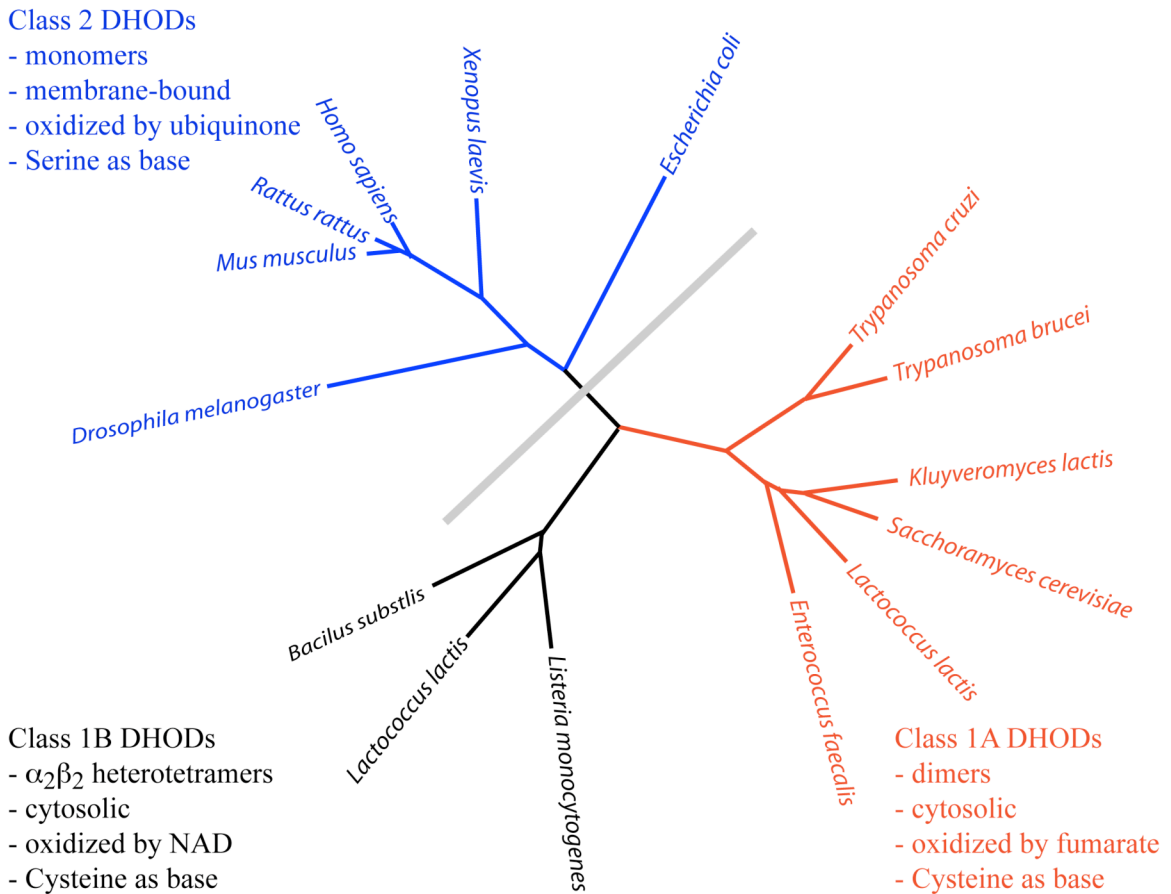 Class 2 DHODs
- monomers
- membrane-bound
- oxidized by ubiquinone
- Serine as base
Xenopus laevis
Escherichia coli
Homo sapiens
Rattus rattus
Mus musculus
Drosophila melanogaster
Trypanosoma cruzi
Trypanosoma brucei
Kluyveromyces lactis
Sacchoramyces cerevisiae
Lactococcus lactis
Enterococcus faecalis
Bacilus substlis
Lactococcus lactis
Listeria monocytogenes
Class 1B DHODs
- α₂β₂ heterotetramers
- cytosolic
- oxidized by NAD
- Cysteine as base
Class 1A DHODs
- dimers
- cytosolic
- oxidized by fumarate
- Cysteine as base